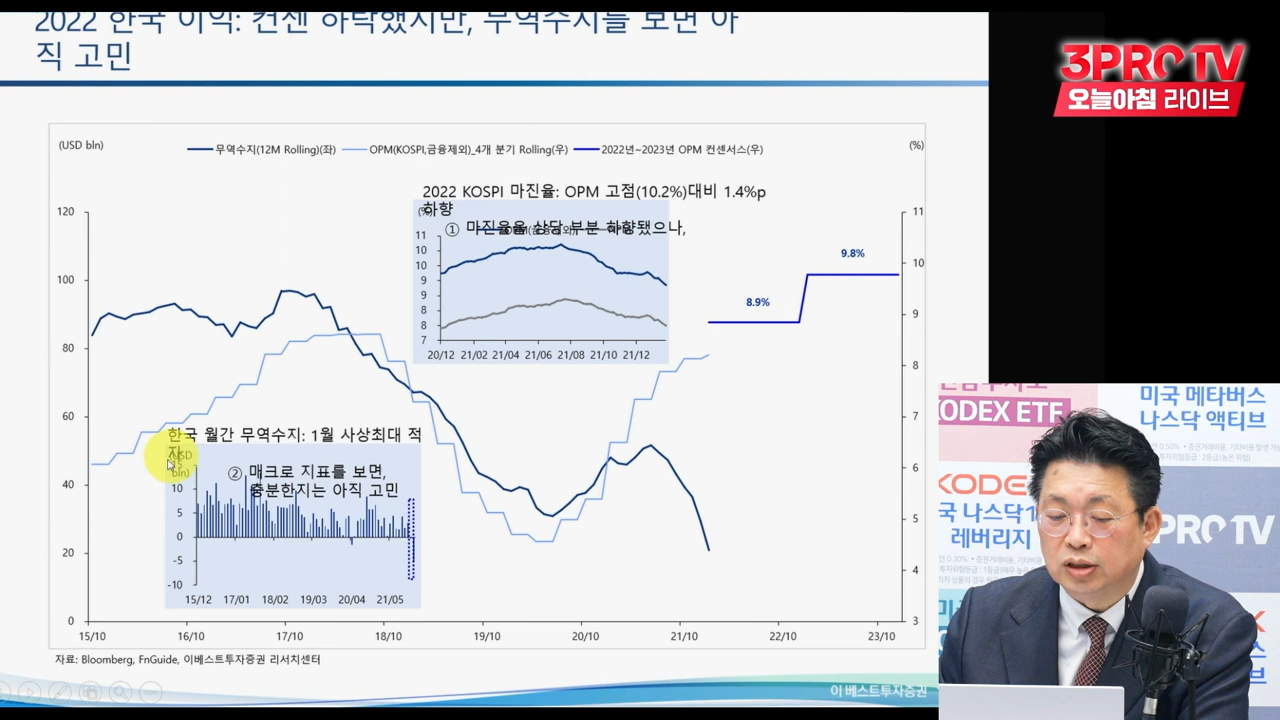 2022 한국 이익: 컨센 하락했지만, 무역수지를 보면 아
직 고민
3PRO TV
오늘아침 라이브
(USD bln)
무역수지(12M Rolling)(좌)
OPM(KOSPI,금융제외)_4개 분기 Rolling(우)
2022년~2023년 OPM 컨센서스(우)
(%)
2022 KOSPI 마진율: OPM 고점(10.2%)대비 1.4%p
하향
① 마진율을 상당 부분 하향됐으나,
11
10
10
9
9
8
8
7
20/12 21/02 21/04 21/06 21/08 21/10 21/12
8.9%
9.8%
120
100
80
60
40
20
0
11
10
9
8
7
6
5
4
3
한국 월간 무역수지: 1월 사상최대 적
자
(USD
bln)
② 매크로 지표를 보면,
충분한지는 아직 고민
10
5
0
-5
-10
15/12 17/01 18/02 19/03 20/04 21/05
15/10 16/10 17/10 18/10 19/10 20/10 21/10 22/10 23/10
자료: Bloomberg, FnGuide, 이베스트투자증권 리서치센터
이베스트투자증권
KODEX ETF
미국 메타버스
나스닥 액티브
KODE
국 나스닥1
레버리지
3PRO TV